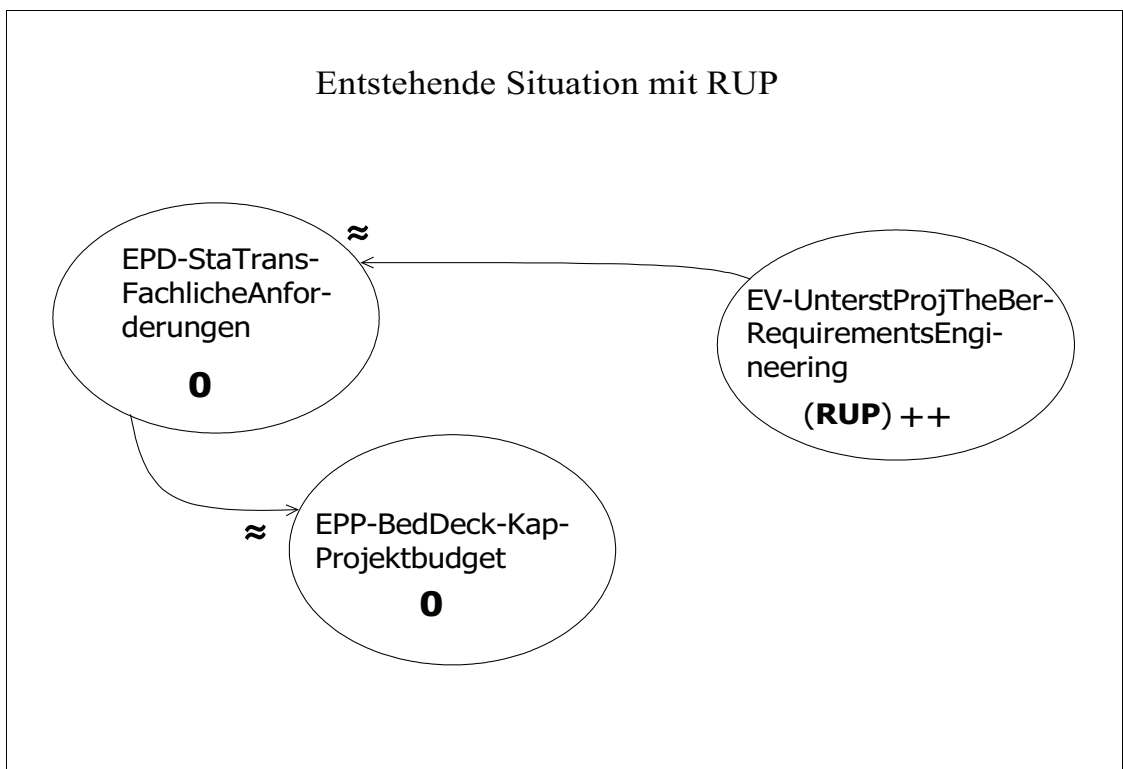 Entstehende Situation mit RUP
≈
EPD-StaTrans-
FachlicheAnfor-
derungen
0
EV-UnterstProjTheBer-
RequirementsEngi-
neering
(RUP) ++
≈
EPP-BedDeck-Kap-
Projektbudget
0